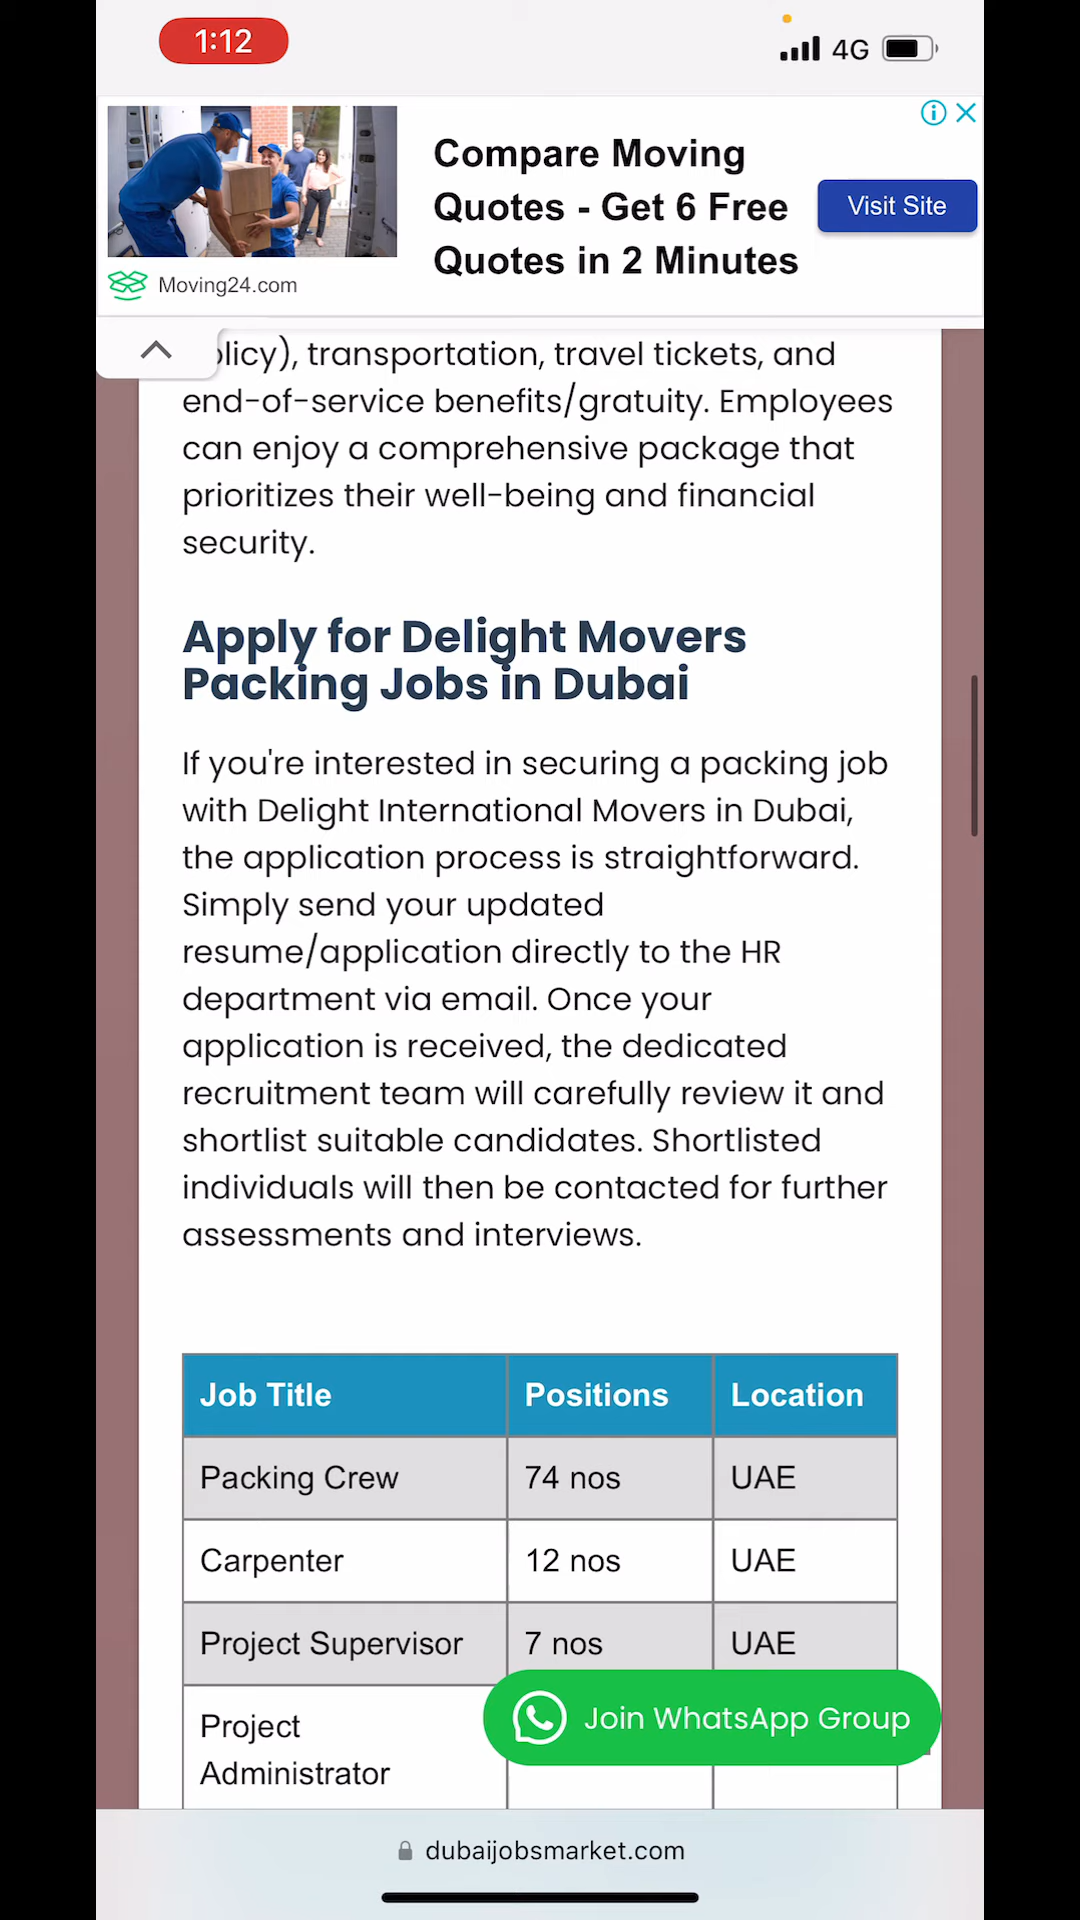 1:12
4G
Compare Moving
Quotes - Get 6 Free
Quotes in 2 Minutes
Visit Site
Moving24.com
licy), transportation, travel tickets, and
end-of-service benefits/gratuity. Employees
can enjoy a comprehensive package that
prioritizes their well-being and financial
security.
Apply for Delight Movers
Packing Jobs in Dubai
If you're interested in securing a packing job
with Delight International Movers in Dubai,
the application process is straightforward.
Simply send your updated
resume/application directly to the HR
department via email. Once your
application is received, the dedicated
recruitment team will carefully review it and
shortlist suitable candidates. Shortlisted
individuals will then be contacted for further
assessments and interviews.
Job Title Positions Location
Packing Crew 74 nos UAE
Carpenter 12 nos UAE
Project Supervisor 7 nos UAE
Project
Administrator
Join WhatsApp Group
dubaijobsmarket.com